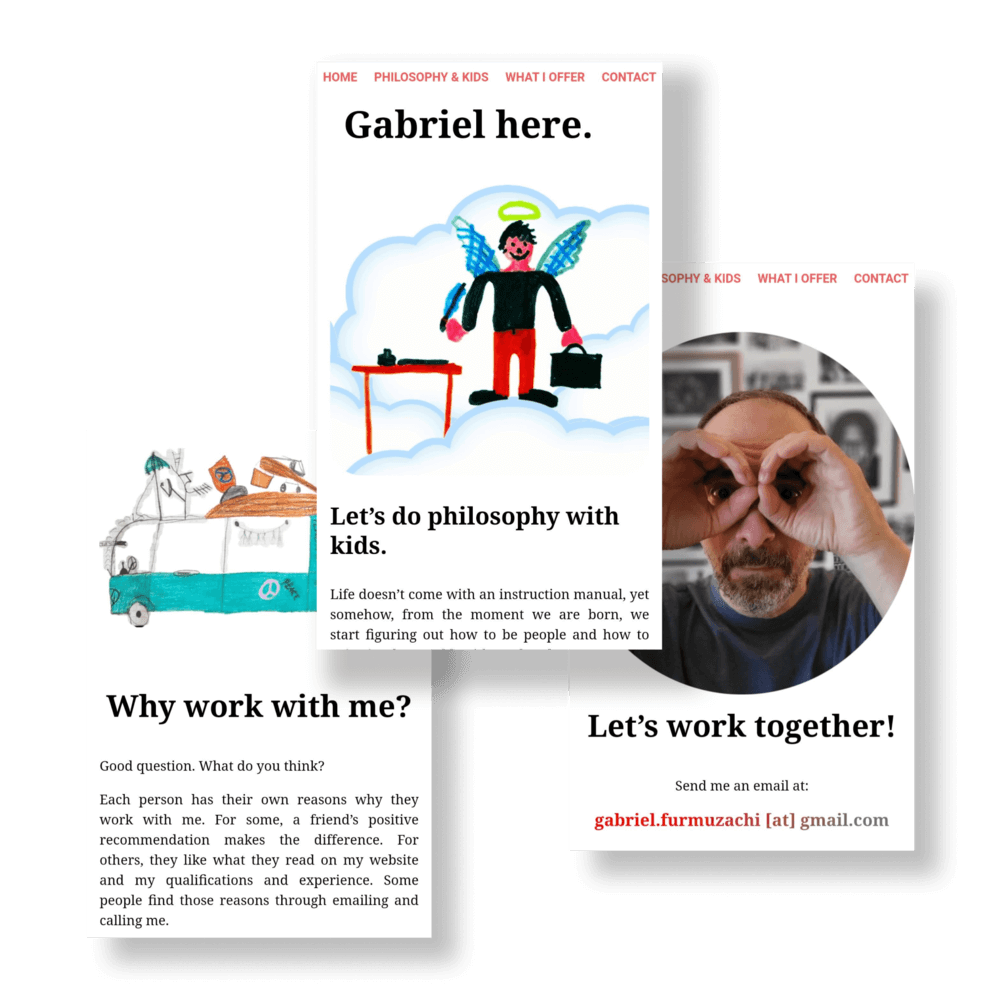 HOME PHILOSOPHY & KIDS WHAT I OFFER CONTACT
Gabriel here.
Let’s do philosophy with
kids.
Life doesn’t come with an instruction manual, yet
somehow, from the moment we are born, we
start figuring out how to be people and how to
PEACE
Why work with me?
Good question. What do you think?
Each person has their own reasons why they
work with me. For some, a friend’s positive
recommendation makes the difference. For
others, they like what they read on my website
and my qualifications and experience. Some
people find those reasons through emailing and
calling me.
SOPHY & KIDS WHAT I OFFER CONTACT
Let’s work together!
Send me an email at:
gabriel.furmuzachi [at] gmail.com